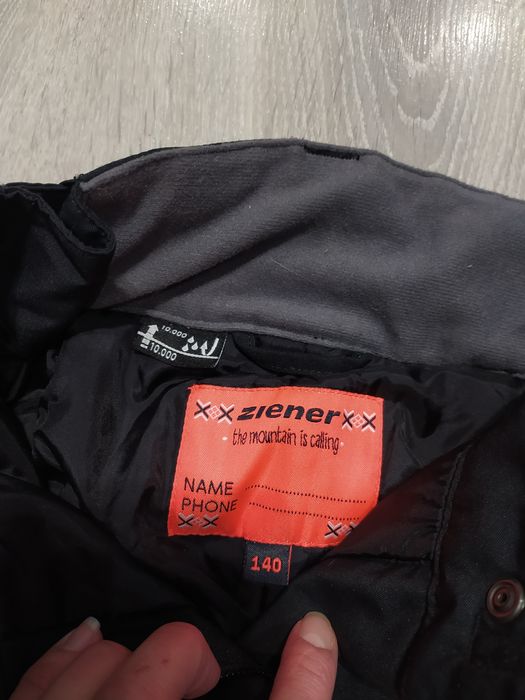 10.000
10.000
ziener
the mountain is calling
NAME
PHONE
140